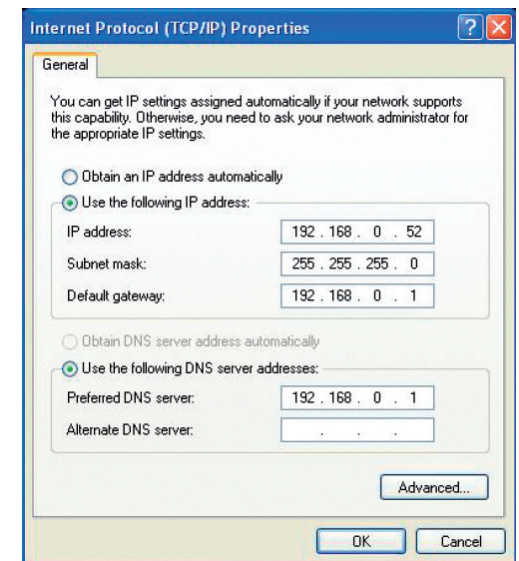 Internet Protocol (TCP/IP) Properties
General
You can get IP settings assigned automatically if your network supports
this capability. Otherwise, you need to ask your network administrator for
the appropriate IP settings.
Obtain an IP address automatically
Use the following IP address:
IP address: 192 . 168 . 0 . 52
Subnet mask: 255 . 255 . 255 . 0
Default gateway: 192 . 168 . 0 . 1
Obtain DNS server address automatically
Use the following DNS server addresses:
Preferred DNS server: 192 . 168 . 0 . 1
Alternate DNS server: . . .
Advanced...
OK Cancel